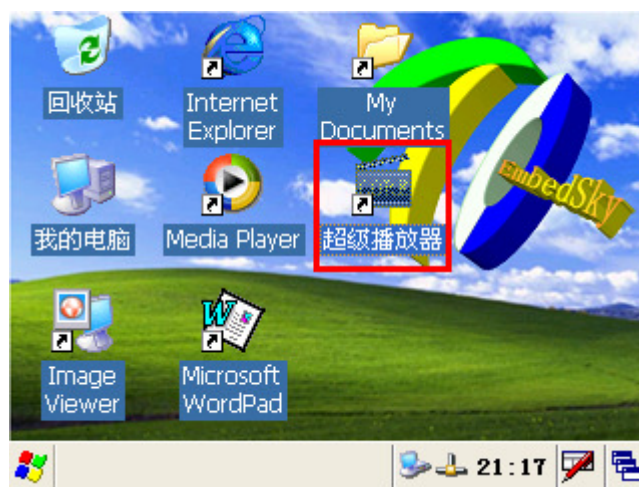 回收站
Internet
Explorer
My
Documents
我的电脑
Media Player
超级播放器
EmbedSky
Image
Viewer
Microsoft
WordPad
21:17